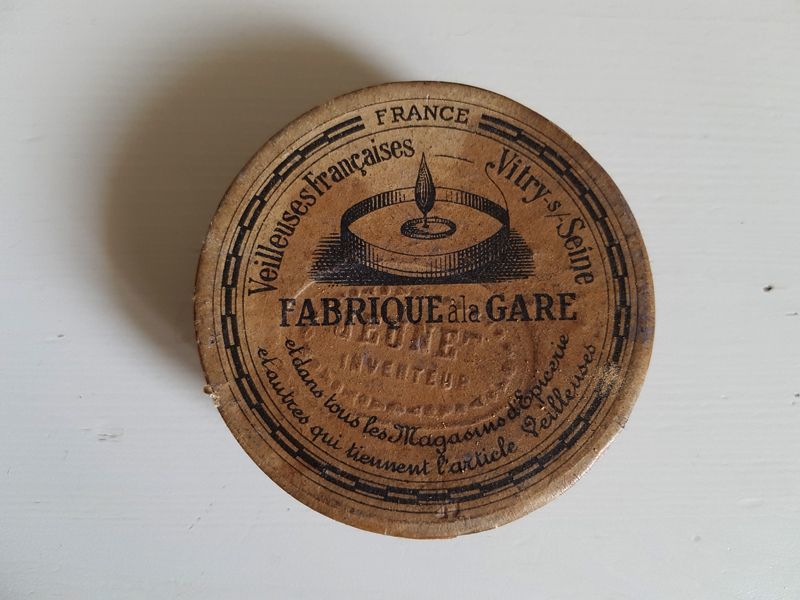 FRANCE
Veilleuses Françaises
Vitry-s/-Seine
FABRIQUE à la GARE
JEUNET
INVENTEUR
et dans tous les Magasins d'Epicerie
et autres qui tiennent l'article Veilleuses